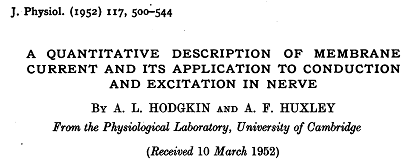 J. Physiol. (1952) 117, 500-544
A QUANTITATIVE DESCRIPTION OF MEMBRANE
CURRENT AND ITS APPLICATION TO CONDUCTION
AND EXCITATION IN NERVE
By A. L. HODGKIN AND A. F. HUXLEY
From the Physiological Laboratory, University of Cambridge
(Received 10 March 1952)